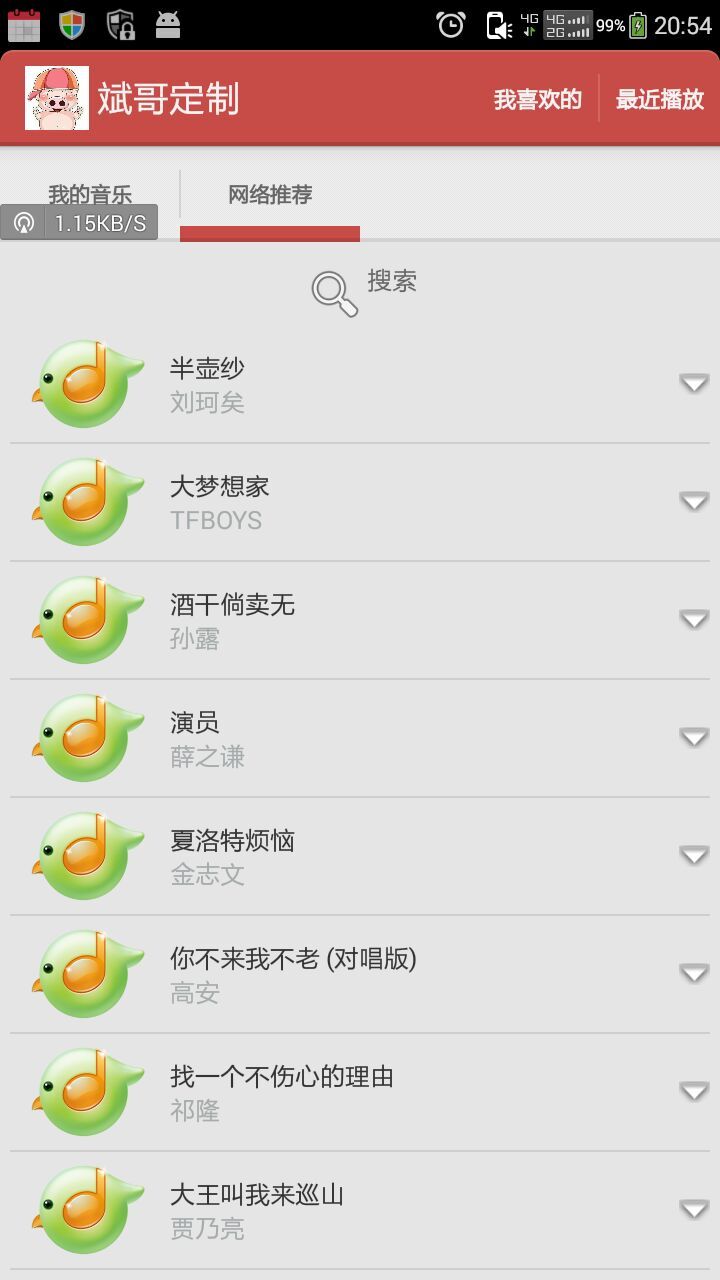 4G 4G 2G 99% 20:54
斌哥定制 我喜欢的 最近播放
我的音乐 网络推荐
1.15KB/S
搜索
半壶纱
刘珂矣
大梦想家
TFBOYS
酒干倘卖无
孙露
演员
薛之谦
夏洛特烦恼
金志文
你不来我不老 (对唱版)
高安
找一个不伤心的理由
祁隆
大王叫我来巡山
贾乃亮